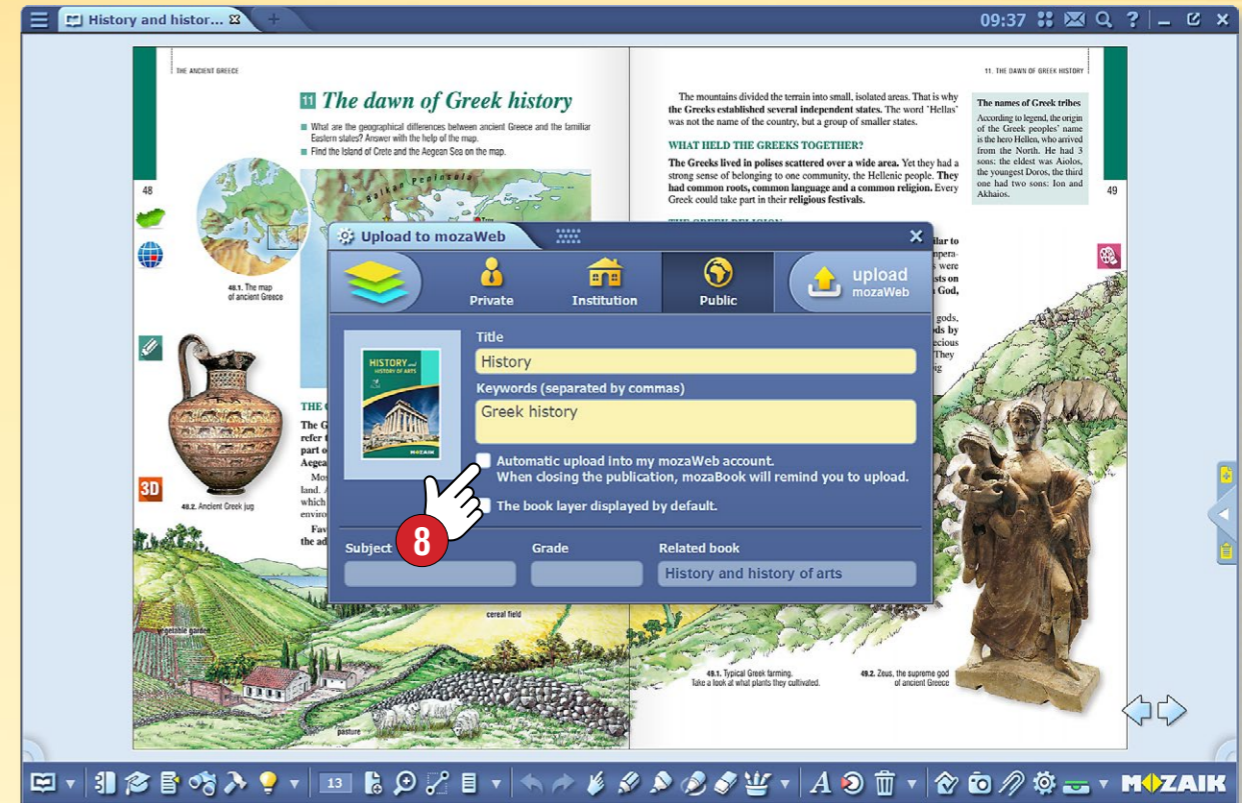 History and histor...
09:37
THE ANCIENT GREECE
11 The dawn of Greek history
What are the geographical differences between ancient Greece and the familiar
Eastern states? Answer with the help of the map.
Find the Island of Crete and the Aegean Sea on the map.
48
Balkan Peninsula
48.1. The map
of ancient Greece
3D
48.2. Ancient Greek jug
11. THE DAWN OF GREEK HISTORY
The mountains divided the terrain into small, isolated areas. That is why
the Greeks established several independent states. The word "Hellas"
was not the name of the country, but a group of smaller states.
WHAT HELD THE GREEKS TOGETHER?
The Greeks lived in polises scattered over a wide area. Yet they had a
strong sense of belonging to one community, the Hellenic people. They
had common roots, common language and a common religion. Every
Greek could take part in their religious festivals.
The names of Greek tribes
According to legend, the origin
of the Greek peoples' name
is the hero Hellen, who arrived
from the North. He had 3
sons: the eldest was Aiolos,
the youngest Doros, the third
one had two sons: Ion and
Akhaios.
49
Upload to mozaWeb
Private
Institution
Public
upload
mozaWeb
HISTORY and
HISTORY OF ARTS
MOZAIK
Title
History
Keywords (separated by commas)
Greek history
Automatic upload into my mozaWeb account.
When closing the publication, mozaBook will remind you to upload.
The book layer displayed by default.
8
Subject
Grade
Related book
History and history of arts
cereal field
vegetable garden
pasture
49.1. Typical Greek farming.
Take a look at what plants they cultivated.
49.2. Zeus, the supreme god
of ancient Greece
13
A
MOZAIK